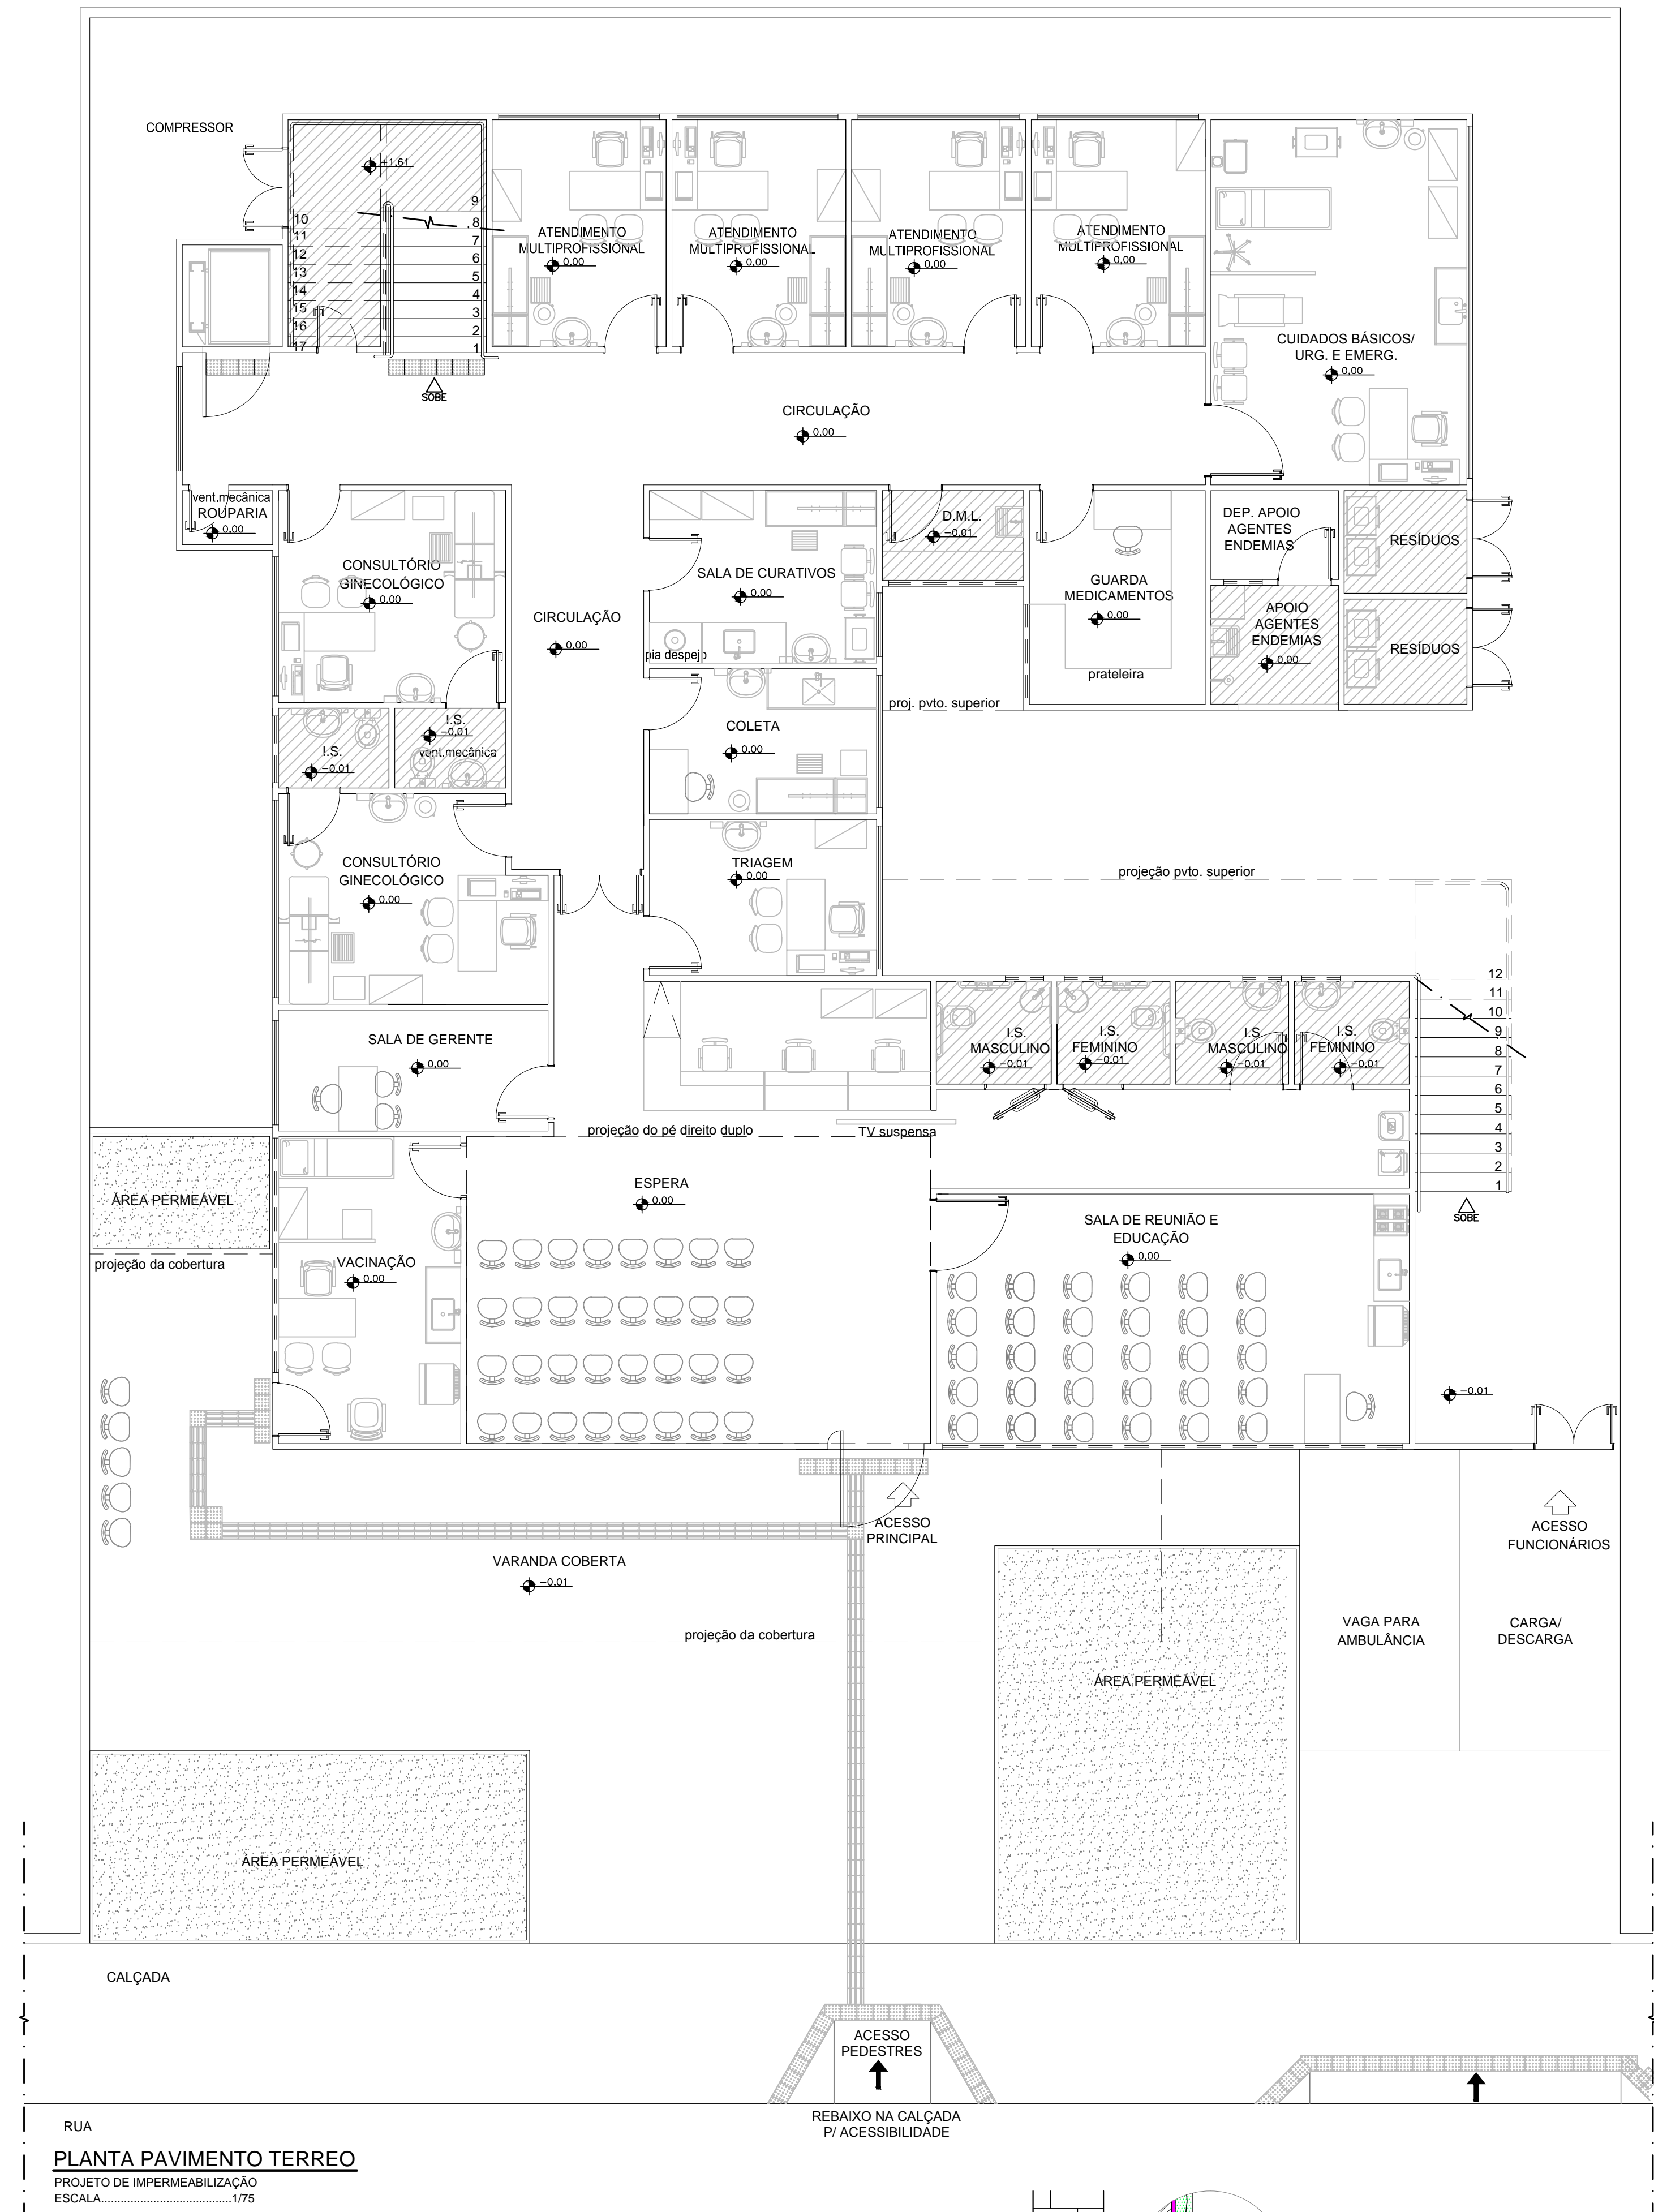 COMPRESSOR
+1.61
9
10
8
11
7
12
6
13
5
14
4
15
3
16
2
17
1
SOBE
ATENDIMENTO
MULTIPROFISSIONAL
0.00
ATENDIMENTO
MULTIPROFISSIONAL
0.00
ATENDIMENTO
MULTIPROFISSIONAL
0.00
ATENDIMENTO
MULTIPROFISSIONAL
0.00
CUIDADOS BÁSICOS/
URG. E EMERG.
0.00
CIRCULAÇÃO
0.00
vent.mecânica
ROUPARIA
0.00
CONSULTÓRIO
GINECOLÓGICO
0.00
CIRCULAÇÃO
0.00
SALA DE CURATIVOS
0.00
pia despejo
D.M.L.
-0.01
GUARDA
MEDICAMENTOS
0.00
prateleira
DEP. APOIO
AGENTES
ENDEMIAS
APOIO
AGENTES
ENDEMIAS
0.00
RESÍDUOS
RESÍDUOS
proj. pvto. superior
I.S.
-0.01
I.S.
-0.01
vent.mecânica
COLETA
0.00
CONSULTÓRIO
GINECOLÓGICO
0.00
TRIAGEM
0.00
projeção pvto. superior
12
11
10
9
8
7
6
5
4
3
2
1
SOBE
SALA DE GERENTE
0.00
I.S.
MASCULINO
-0.01
I.S.
FEMININO
-0.01
I.S.
MASCULINO
-0.01
I.S.
FEMININO
-0.01
projeção do pé direito duplo
TV suspensa
ÁREA PERMEÁVEL
projeção da cobertura
VACINAÇÃO
0.00
ESPERA
0.00
SALA DE REUNIÃO E
EDUCAÇÃO
0.00
-0.01
ACESSO
PRINCIPAL
ACESSO
FUNCIONÁRIOS
VARANDA COBERTA
-0.01
projeção da cobertura
VAGA PARA
AMBULÂNCIA
CARGA/
DESCARGA
ÁREA PERMEÁVEL
ÁREA PERMEÁVEL
CALÇADA
ACESSO
PEDESTRES
REBAIXO NA CALÇADA
P/ ACESSIBILIDADE
RUA
PLANTA PAVIMENTO TERREO
PROJETO DE IMPERMEABILIZAÇÃO
ESCALA........................................1/75